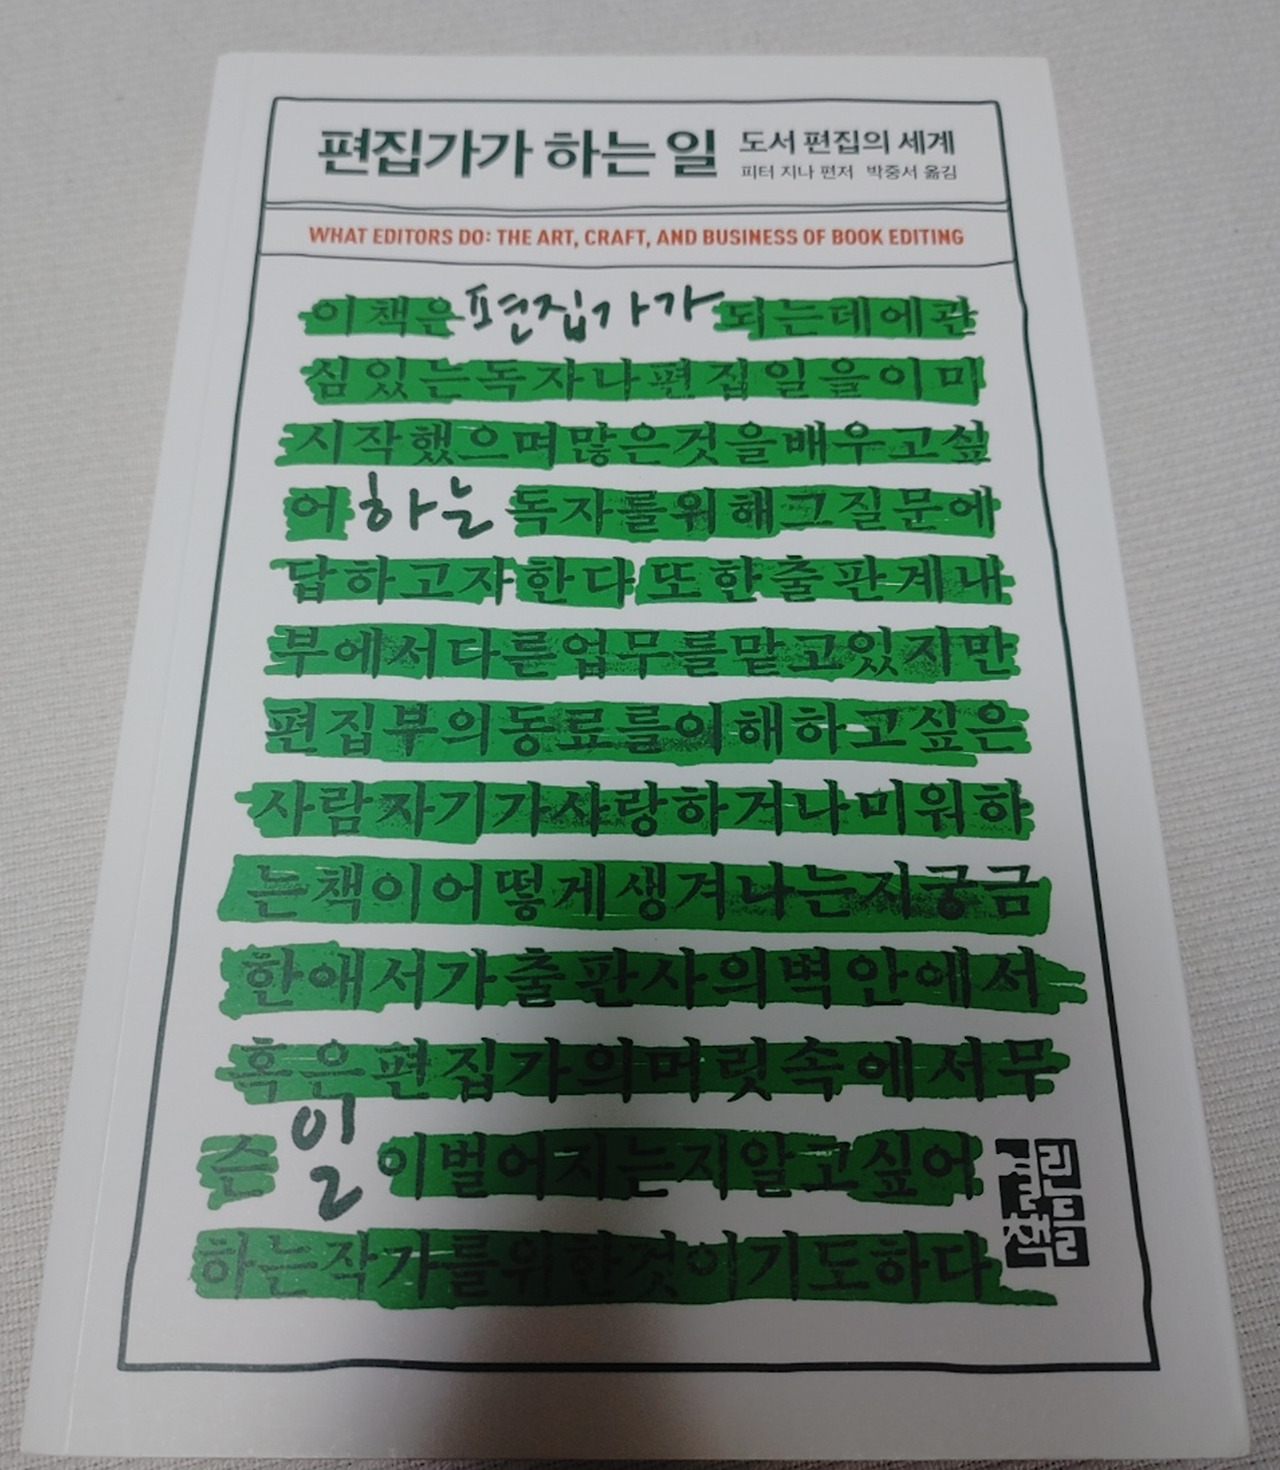 편집가가 하는 일 도서 편집의 세계
피터 지나 편저 박중서 옮김
WHAT EDITORS DO: THE ART, CRAFT, AND BUSINESS OF BOOK EDITING
이책은편집가가되는데에관
심있는독자나편집일을이미
시작했으며많은것을배우고싶
어하는독자를위해그질문에
답하고자한다또한출판계내
부에서다른업무를맡고있지만
편집부의동료를이해하고싶은
사람자기가사랑하거나미워하
는책이어떻게생겨나는지궁금
한애서가출판사의벽안에서
혹은편집가의머릿속에서무
슨일이벌어지는지알고싶어
하는작가를위한것이기도하다
열린책들